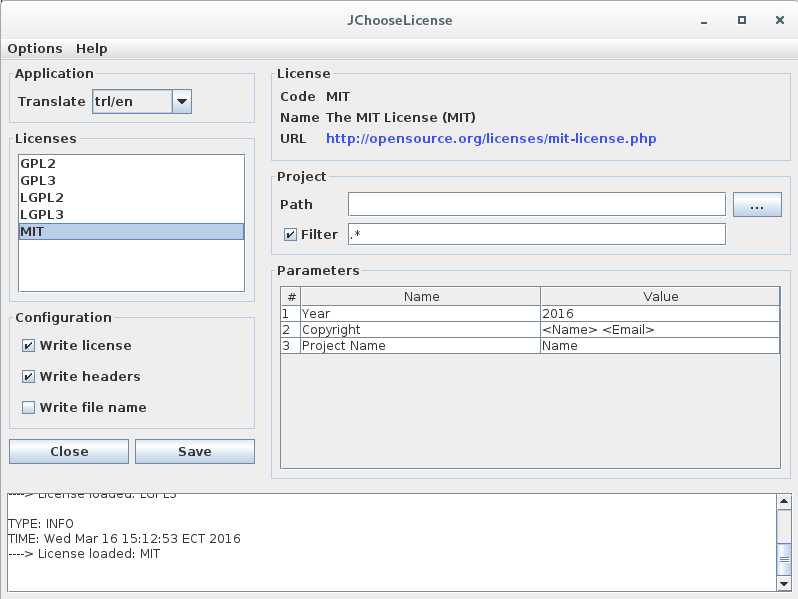 JChooseLicense
Options Help
Application
Translate trl/en
Licenses
GPL2
GPL3
LGPL2
LGPL3
MIT
Configuration
Write license
Write headers
Write file name
Close Save
License
Code MIT
Name The MIT License (MIT)
URL http://opensource.org/licenses/mit-license.php
Project
Path ...
Filter .*
Parameters
# Name Value
1 Year 2016
2 Copyright <Name> <Email>
3 Project Name Name
----> License loaded: LGPL3
TYPE: INFO
TIME: Wed Mar 16 15:12:53 ECT 2016
----> License loaded: MIT